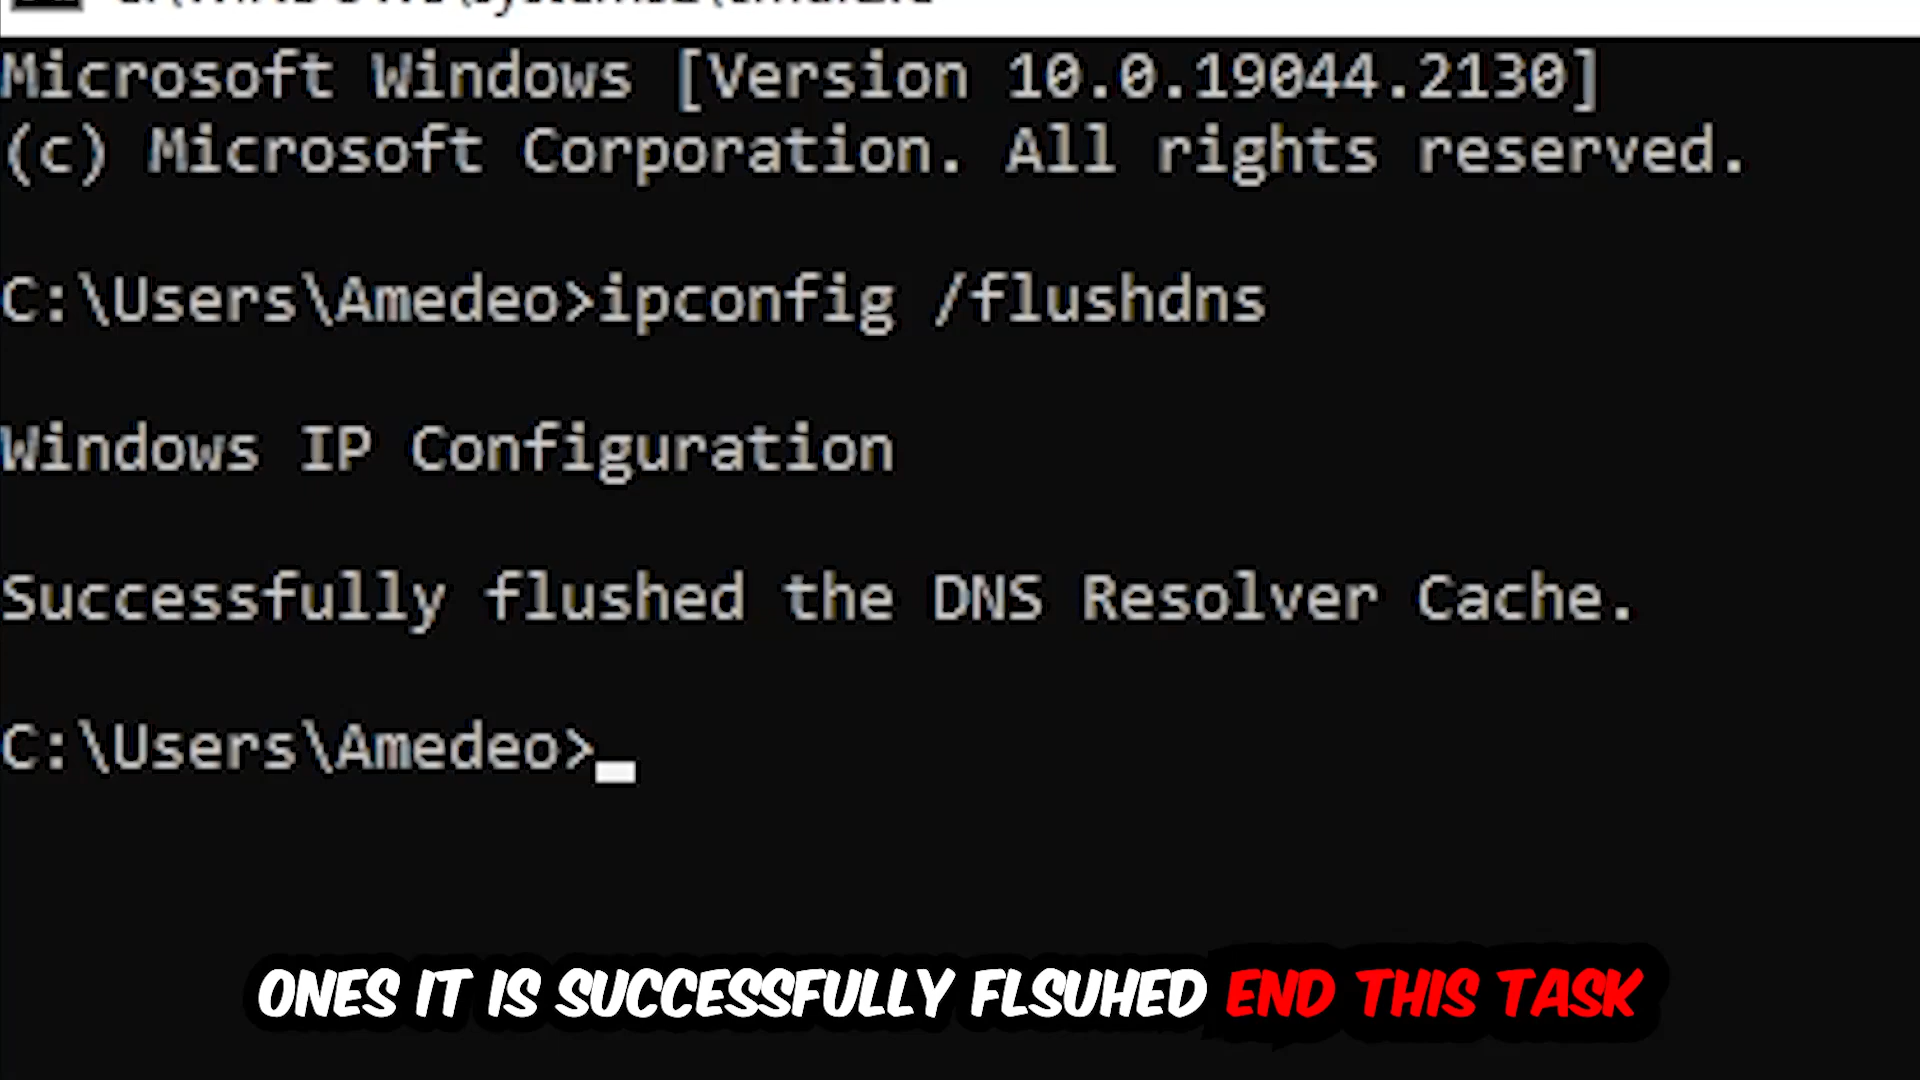 Microsoft Windows [Version 10.0.19044.2130]
(c) Microsoft Corporation. All rights reserved.
C:\Users\Amedeo>ipconfig /flushdns
Windows IP Configuration
Successfully flushed the DNS Resolver Cache.
C:\Users\Amedeo>
ONES IT IS SUCCESSFULLY FLSUHED END THIS TASK